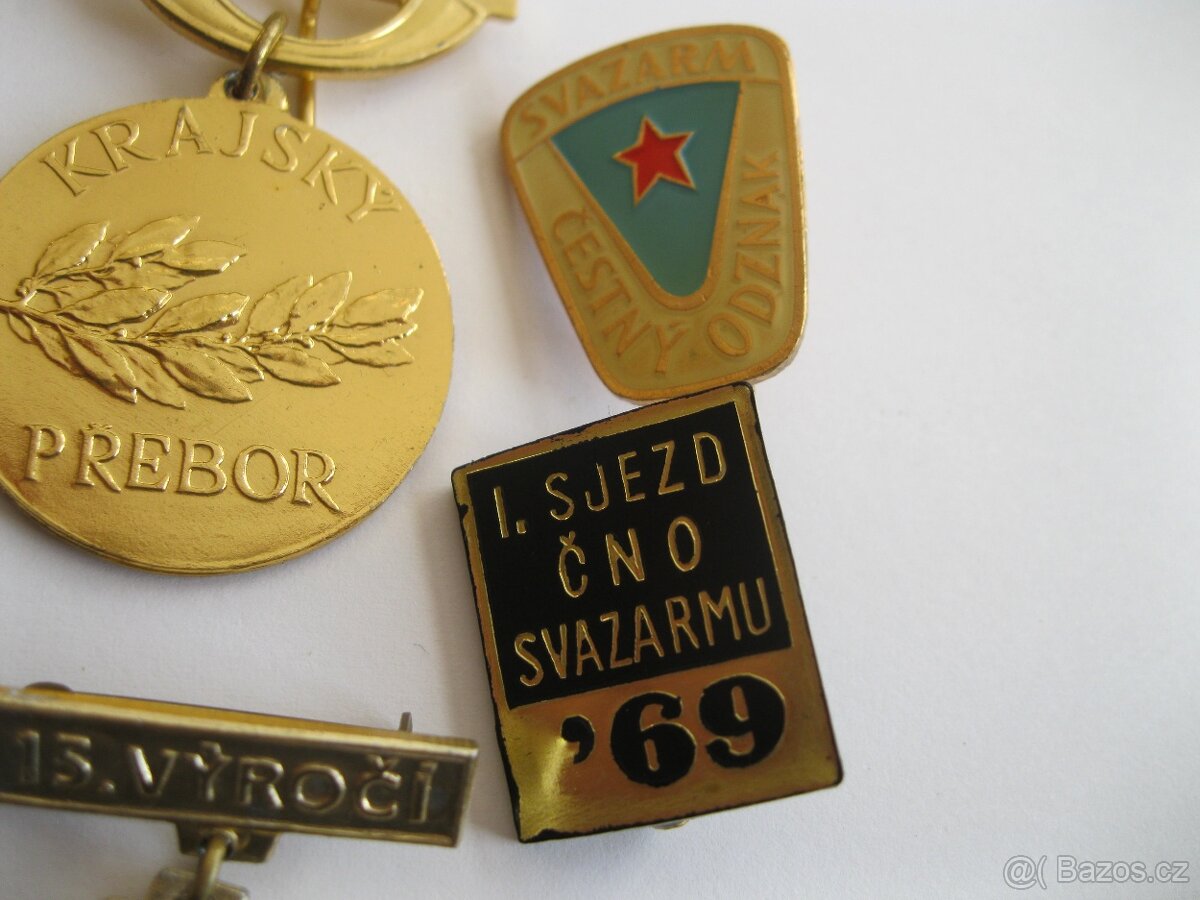 KRAJSKÝ
PŘEBOR
SVAZARM
ČESTNÝ ODZNAK
I. SJEZD
ČNO
SVAZARMU
'69
15. VÝROČÍ
@( Bazos.cz